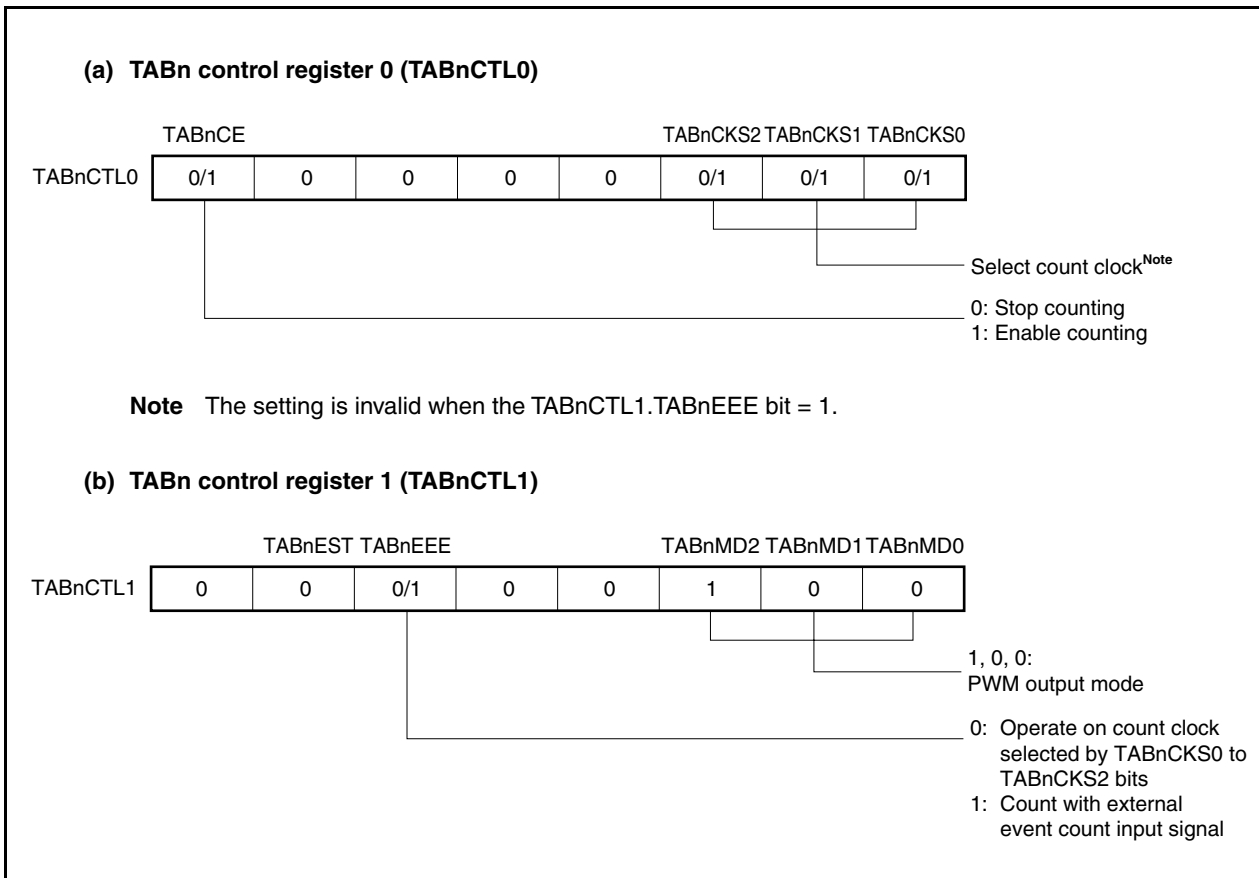 (a) TABn control register 0 (TABnCTL0)
TABnCE TABnCKS2 TABnCKS1 TABnCKS0
TABnCTL0 0/1 0 0 0 0 0/1 0/1 0/1
Select count clockNote
0: Stop counting
1: Enable counting
Note The setting is invalid when the TABnCTL1.TABnEEE bit = 1.
(b) TABn control register 1 (TABnCTL1)
TABnEST TABnEEE TABnMD2 TABnMD1 TABnMD0
TABnCTL1 0 0 0/1 0 0 1 0 0
1, 0, 0:
PWM output mode
0: Operate on count clock
selected by TABnCKS0 to
TABnCKS2 bits
1: Count with external
event count input signal